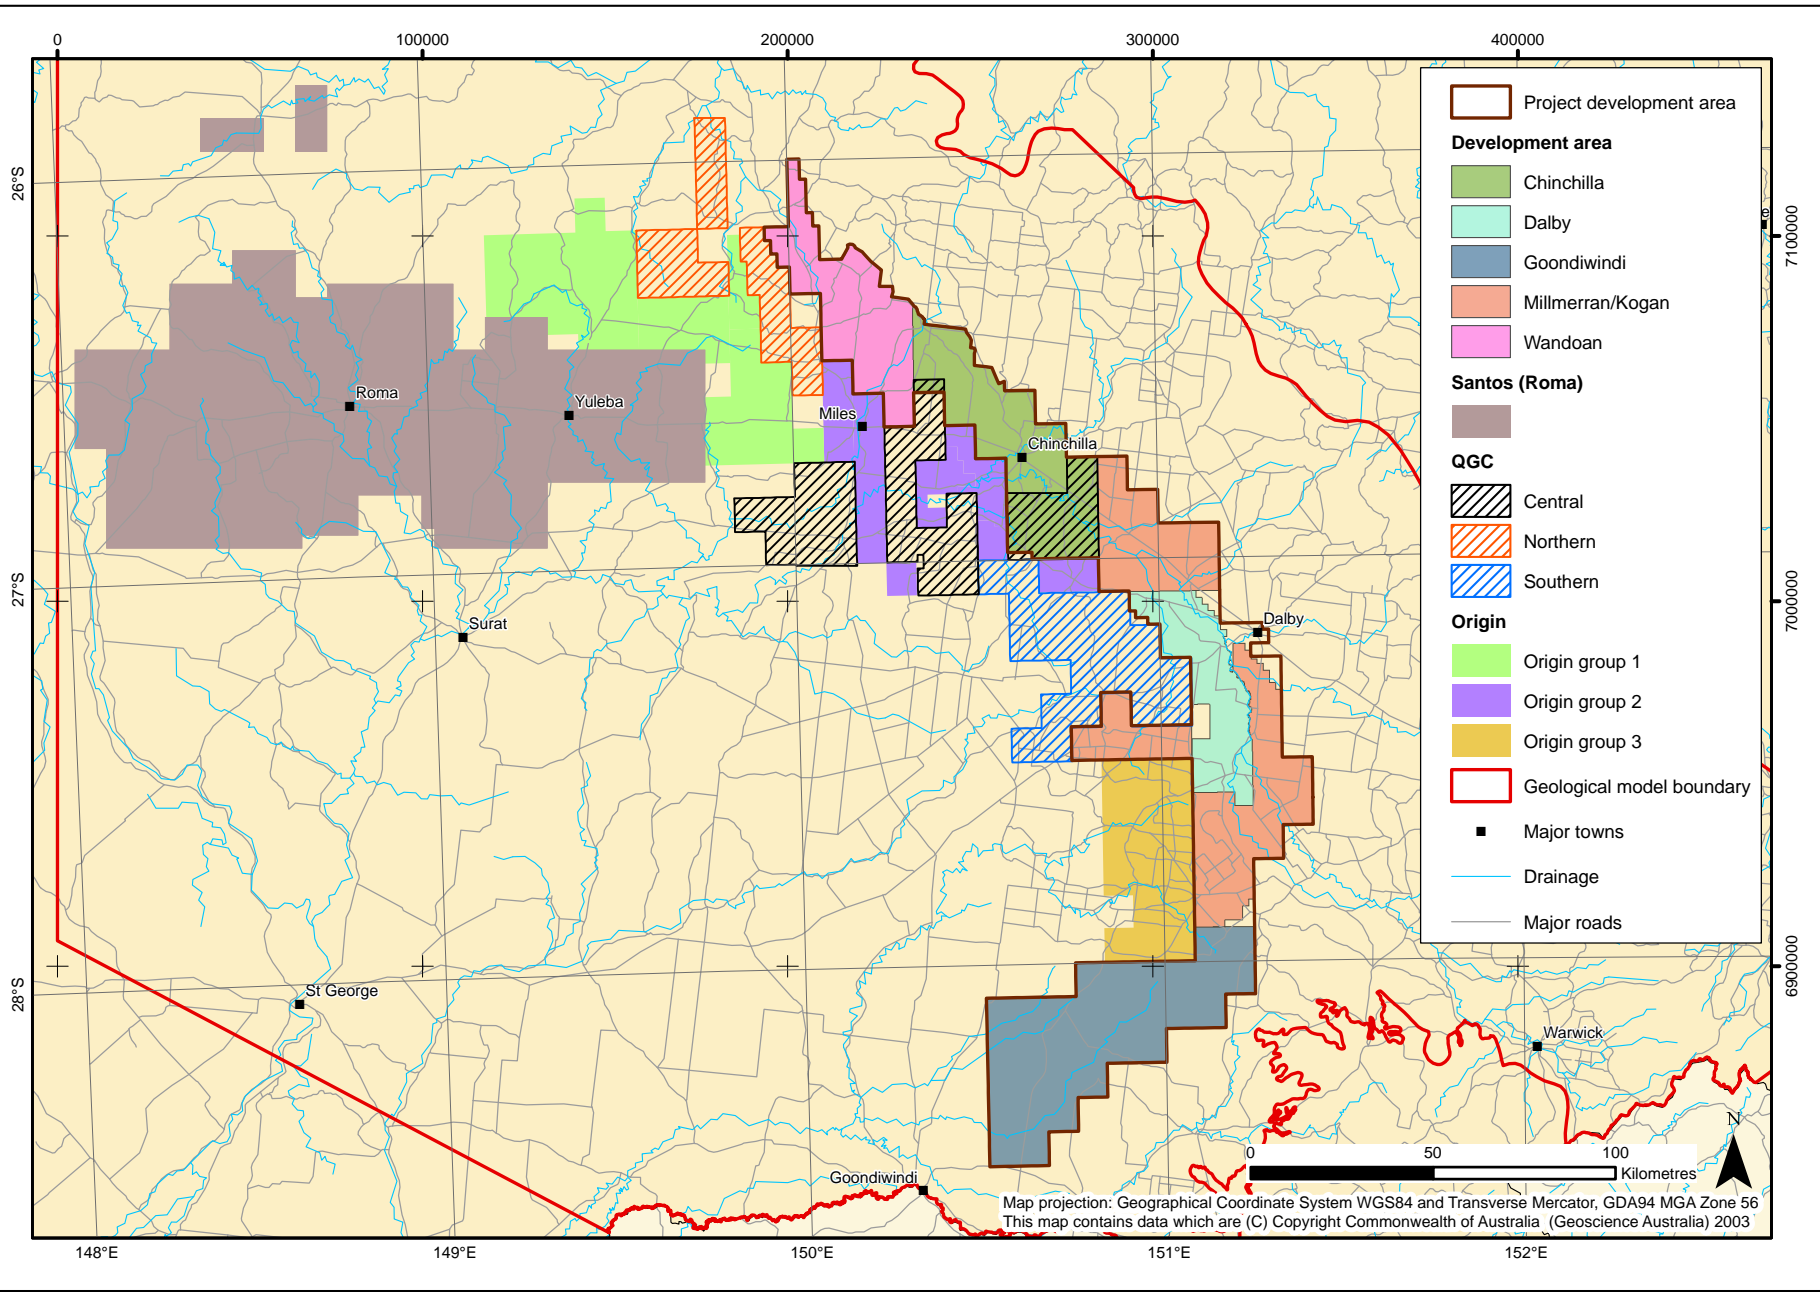 0 100000 200000 300000 400000
26°S
27°S
28°S
7100000
7000000
6900000
148°E 149°E 150°E 151°E 152°E
Roma
Yuleba
Miles
Chinchilla
Surat
Dalby
St George
Warwick
Goondiwindi
e
Project development area
Development area
Chinchilla
Dalby
Goondiwindi
Millmerran/Kogan
Wandoan
Santos (Roma)
QGC
Central
Northern
Southern
Origin
Origin group 1
Origin group 2
Origin group 3
Geological model boundary
Major towns
Drainage
Major roads
N
0 50 100
Kilometres
Map projection: Geographical Coordinate System WGS84 and Transverse Mercator, GDA94 MGA Zone 56
This map contains data which are (C) Copyright Commonwealth of Australia (Geoscience Australia) 2003